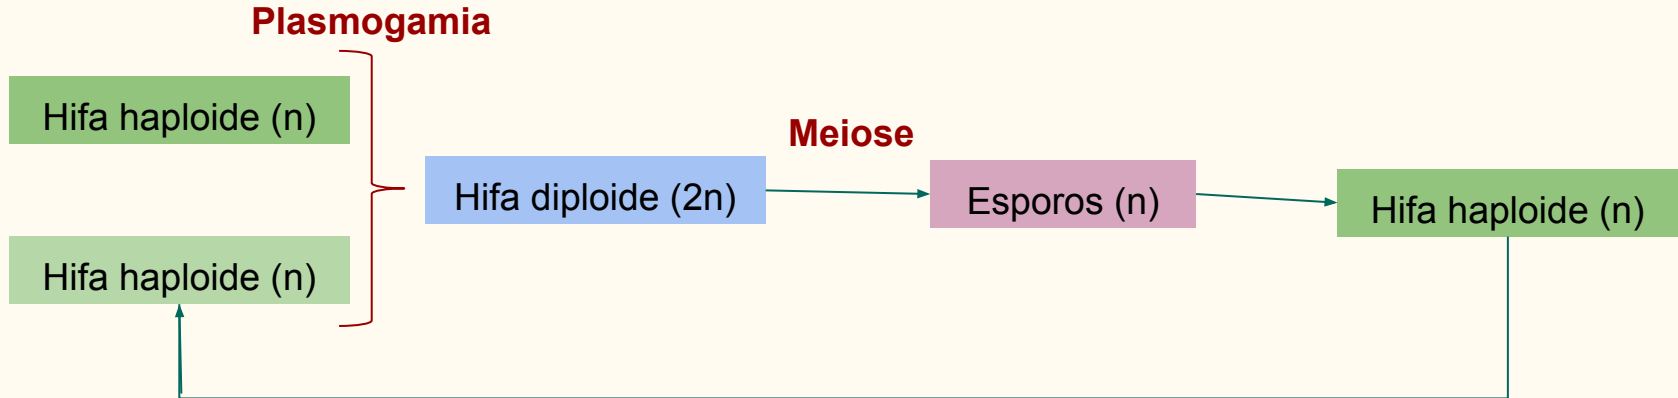 Plasmogamia
Hifa haploide (n)
Hifa haploide (n)
Hifa diploide (2n)
Meiose
Esporos (n)
Hifa haploide (n)